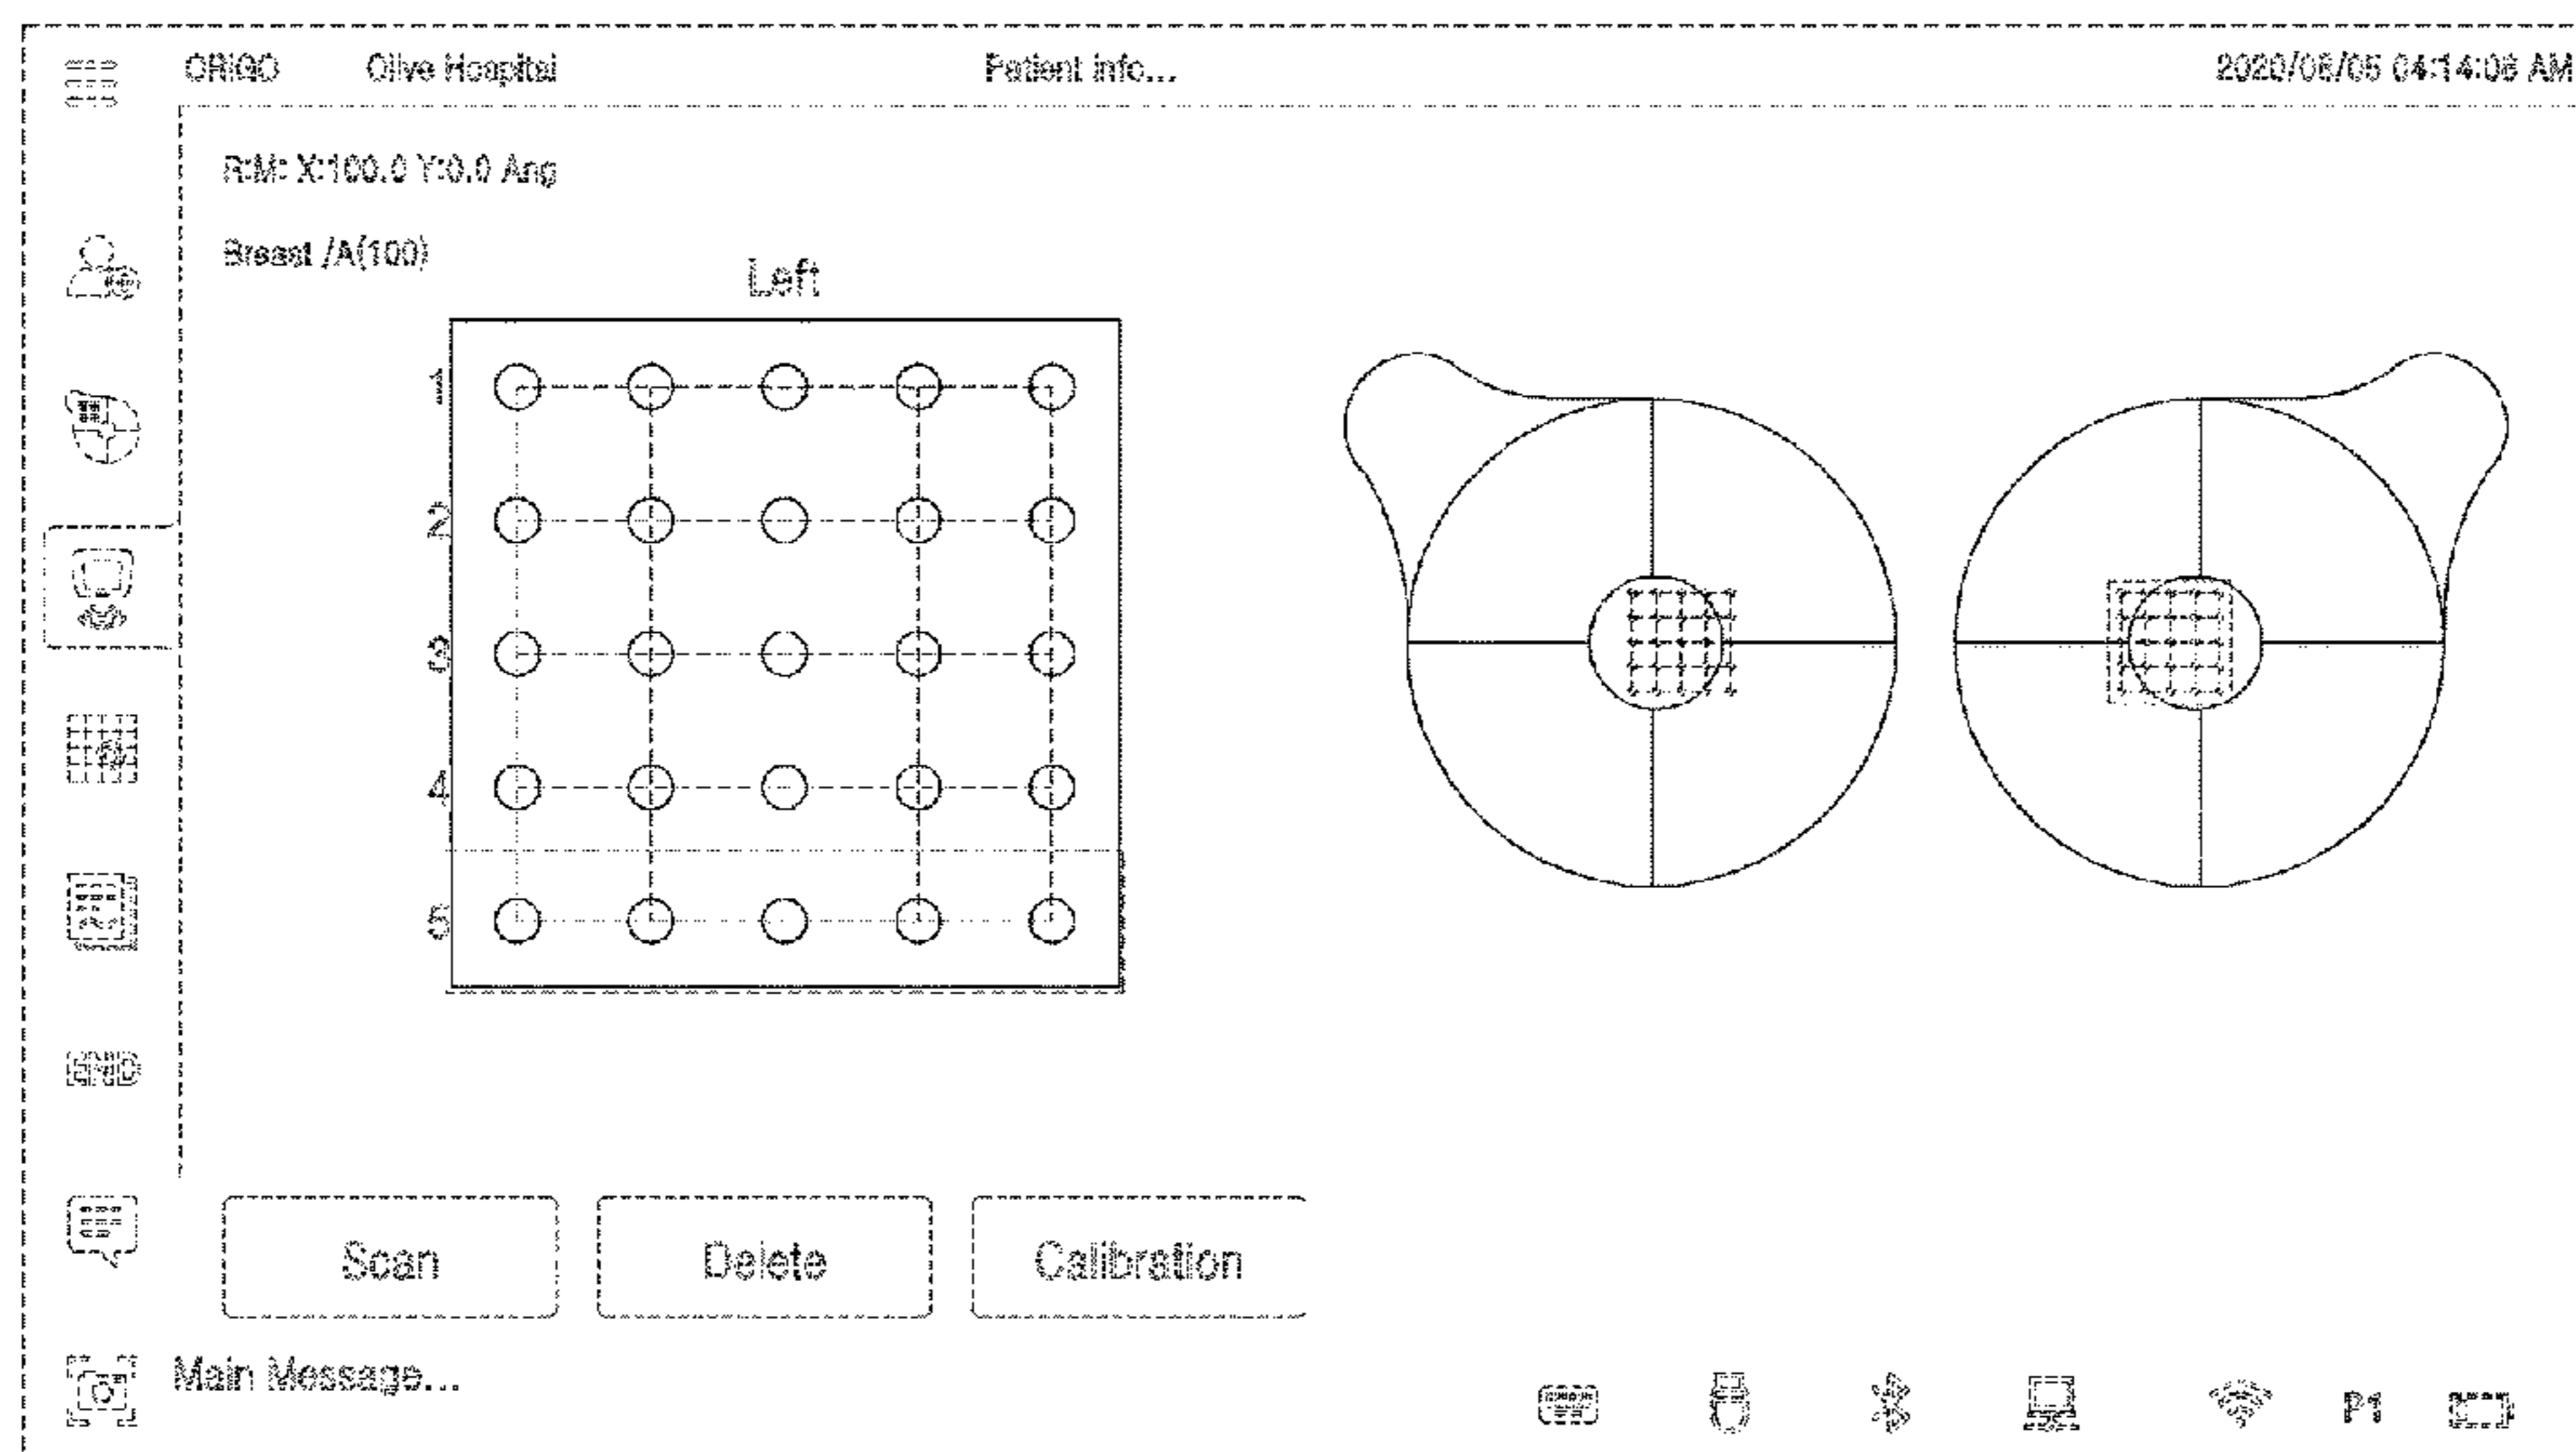 ORIGO Olive Hospital Patient info... 2020/06/05 04:14:06 AM
R:M: X:100.0 Y:0.0 Ang
Breast /A(100)
Left
1
2
3
4
5
GND
Scan Delete Calibration
Main Message...
P1